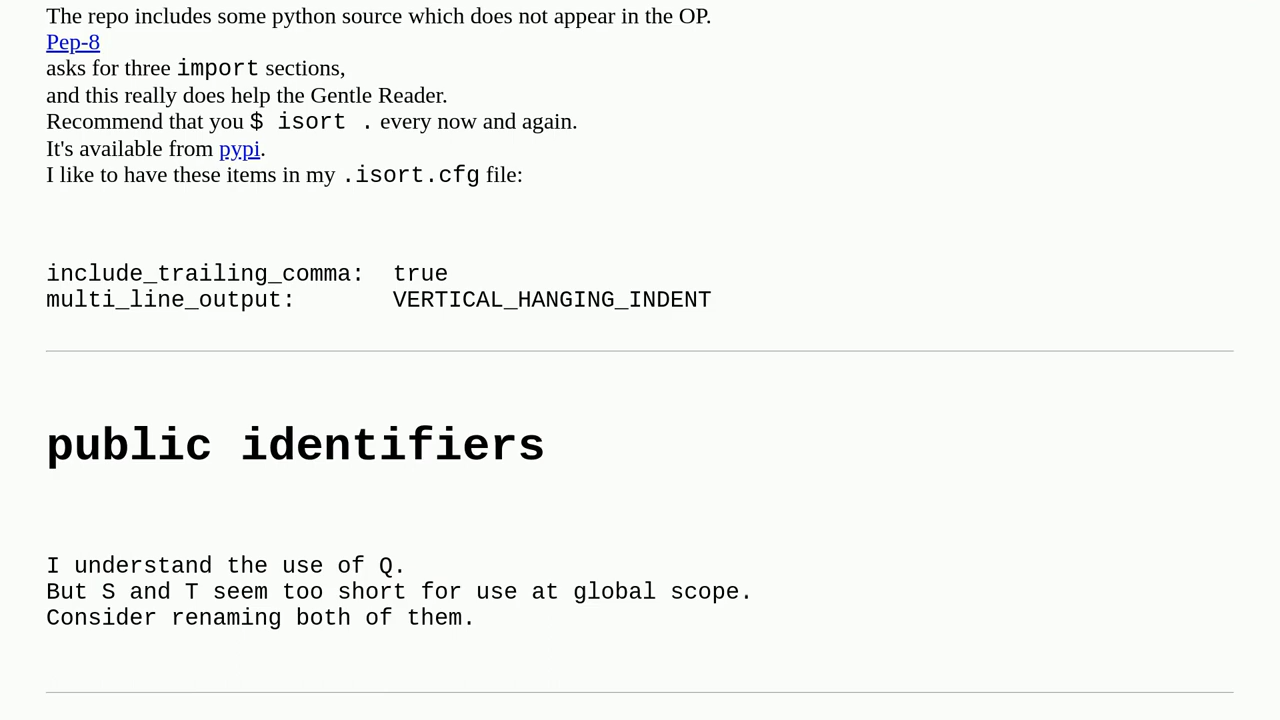 The repo includes some python source which does not appear in the OP.
Pep-8
asks for three import sections,
and this really does help the Gentle Reader.
Recommend that you $ isort . every now and again.
It's available from pypi.
I like to have these items in my .isort.cfg file:
include_trailing_comma:  true
multi_line_output:       VERTICAL_HANGING_INDENT
public identifiers
I understand the use of Q.
But S and T seem too short for use at global scope.
Consider renaming both of them.